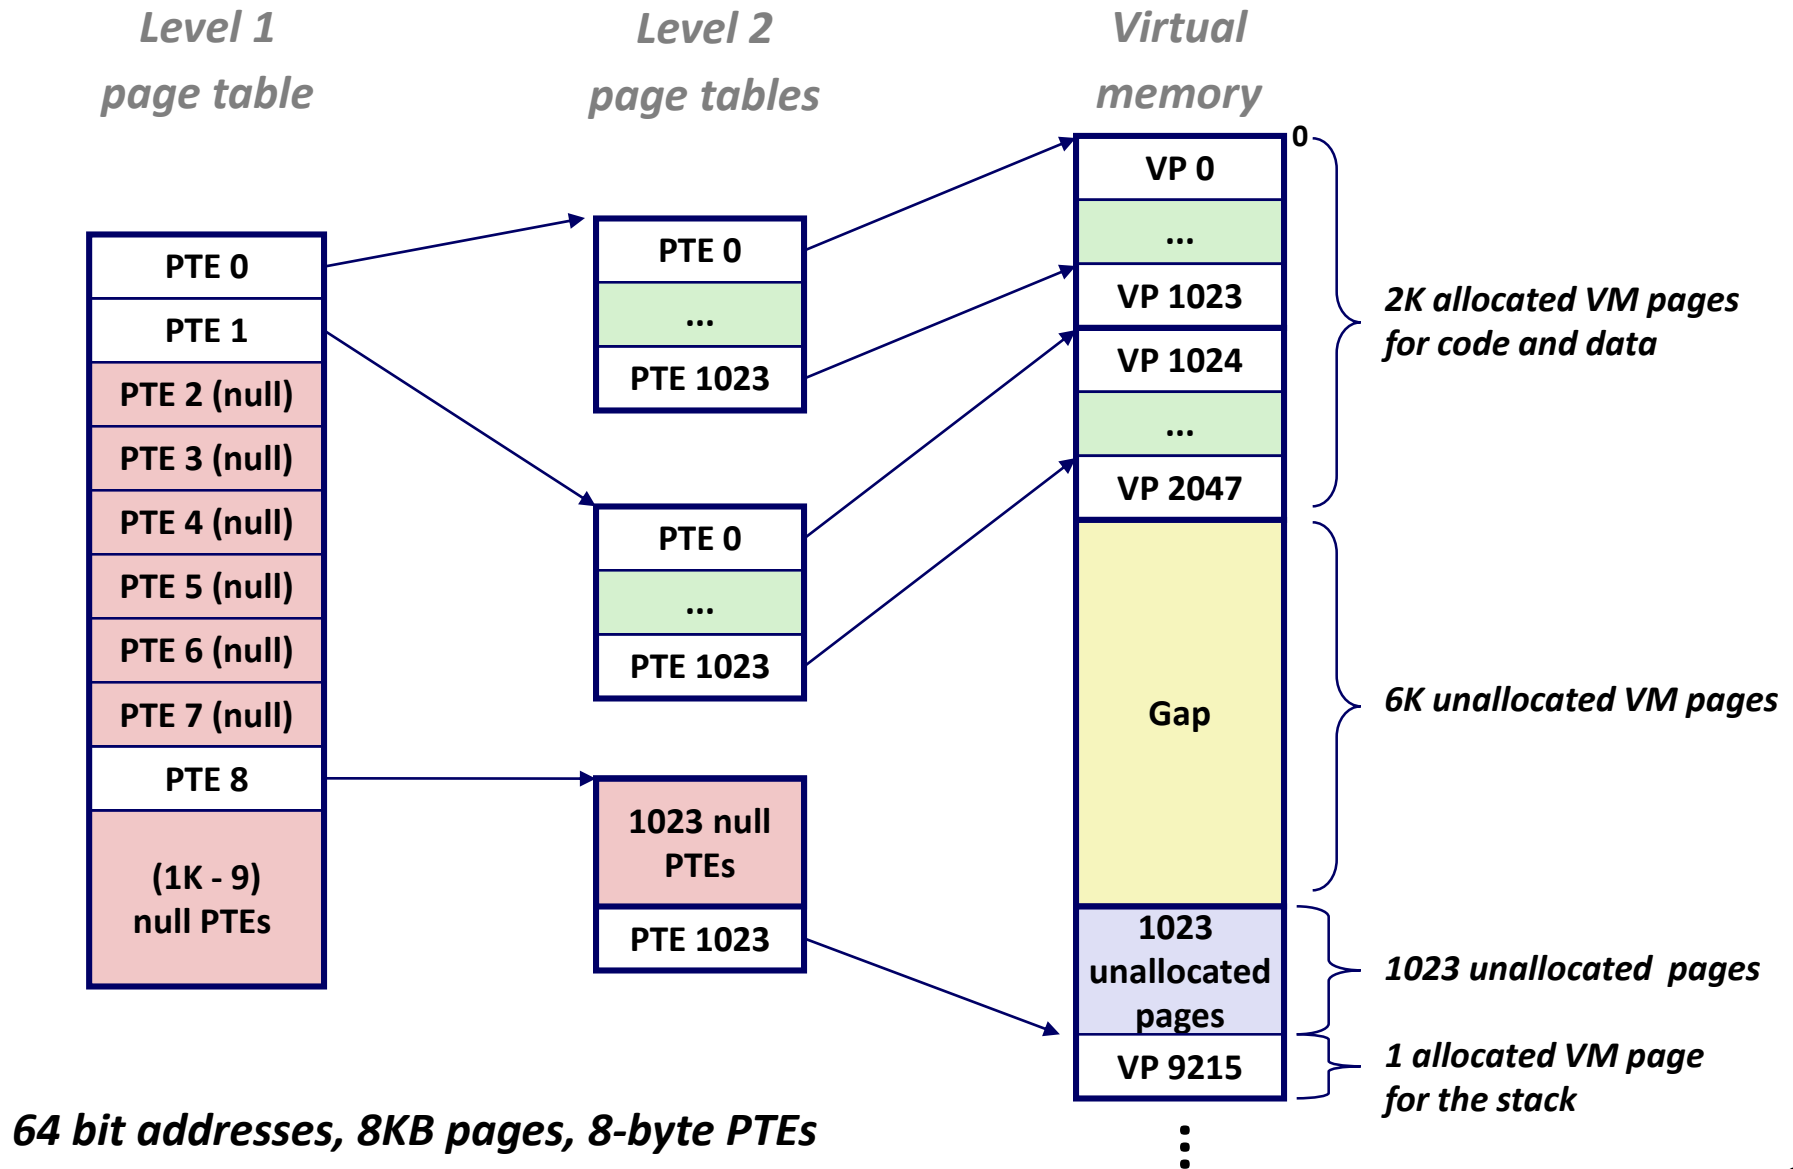 Level 1
page table
Level 2
page tables
Virtual
memory
PTE 0
PTE 1
PTE 2 (null)
PTE 3 (null)
PTE 4 (null)
PTE 5 (null)
PTE 6 (null)
PTE 7 (null)
PTE 8
(1K - 9)
null PTEs
PTE 0
...
PTE 1023
PTE 0
...
PTE 1023
1023 null
PTEs
PTE 1023
0
VP 0
...
VP 1023
VP 1024
...
VP 2047
Gap
1023
unallocated
pages
VP 9215
...
2K allocated VM pages
for code and data
6K unallocated VM pages
1023 unallocated pages
1 allocated VM page
for the stack
64 bit addresses, 8KB pages, 8-byte PTEs